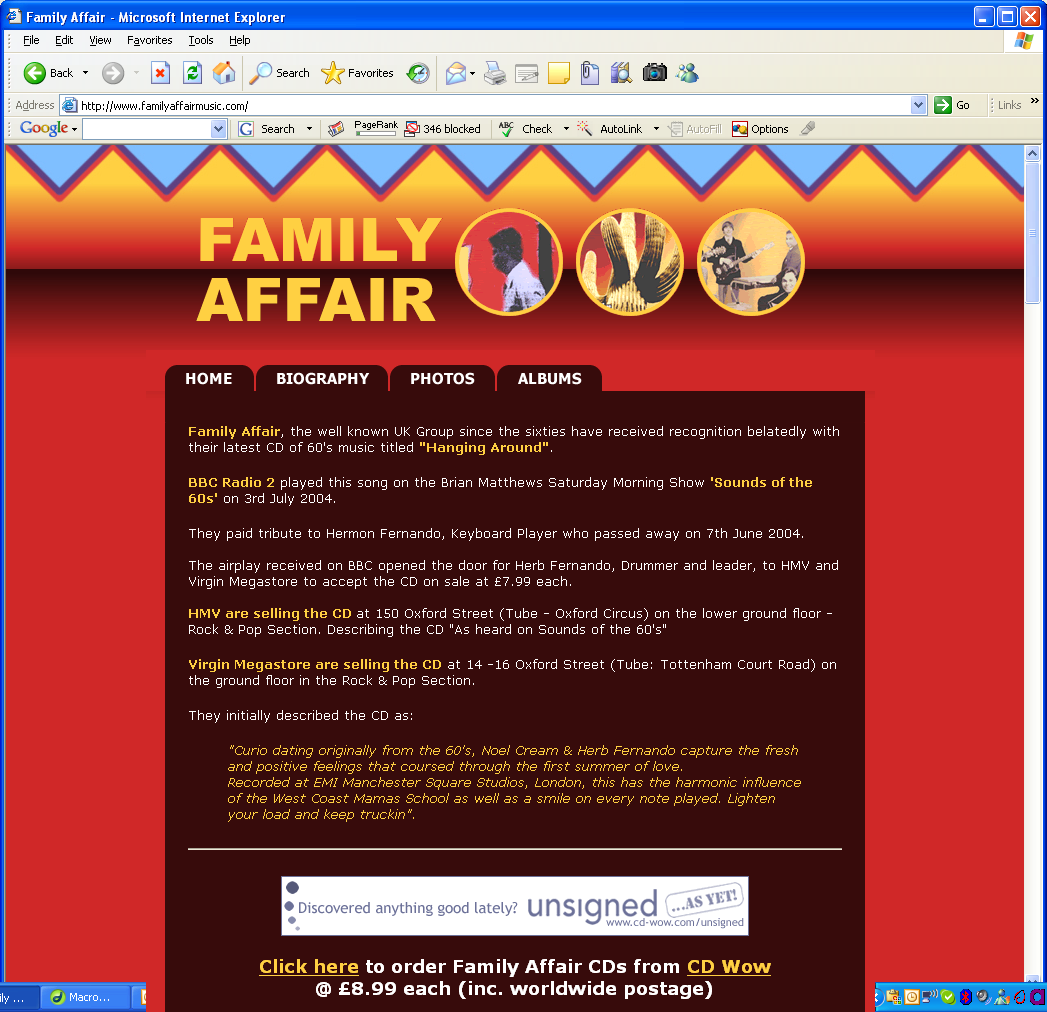 Family Affair - Microsoft Internet Explorer
File Edit View Favorites Tools Help
Back Search Favorites
Address http://www.familyaffairmusic.com/ Go Links »
Google Search PageRank 346 blocked ABC Check AutoLink AutoFill Options
FAMILY
AFFAIR
HOME BIOGRAPHY PHOTOS ALBUMS
Family Affair, the well known UK Group since the sixties have received recognition belatedly with
their latest CD of 60's music titled "Hanging Around".
BBC Radio 2 played this song on the Brian Matthews Saturday Morning Show 'Sounds of the
60s' on 3rd July 2004.
They paid tribute to Hermon Fernando, Keyboard Player who passed away on 7th June 2004.
The airplay received on BBC opened the door for Herb Fernando, Drummer and leader, to HMV and
Virgin Megastore to accept the CD on sale at £7.99 each.
HMV are selling the CD at 150 Oxford Street (Tube - Oxford Circus) on the lower ground floor -
Rock & Pop Section. Describing the CD "As heard on Sounds of the 60's"
Virgin Megastore are selling the CD at 14 -16 Oxford Street (Tube: Tottenham Court Road) on
the ground floor in the Rock & Pop Section.
They initially described the CD as:
"Curio dating originally from the 60's, Noel Cream & Herb Fernando capture the fresh
and positive feelings that coursed through the first summer of love.
Recorded at EMI Manchester Square Studios, London, this has the harmonic influence
of the West Coast Mamas School as well as a smile on every note played. Lighten
your load and keep truckin".
Discovered anything good lately? unsigned ...AS YET!
www.cd-wow.com/unsigned
Click here to order Family Affair CDs from CD Wow
@ £8.99 each (inc. worldwide postage)
ily ... Macro...